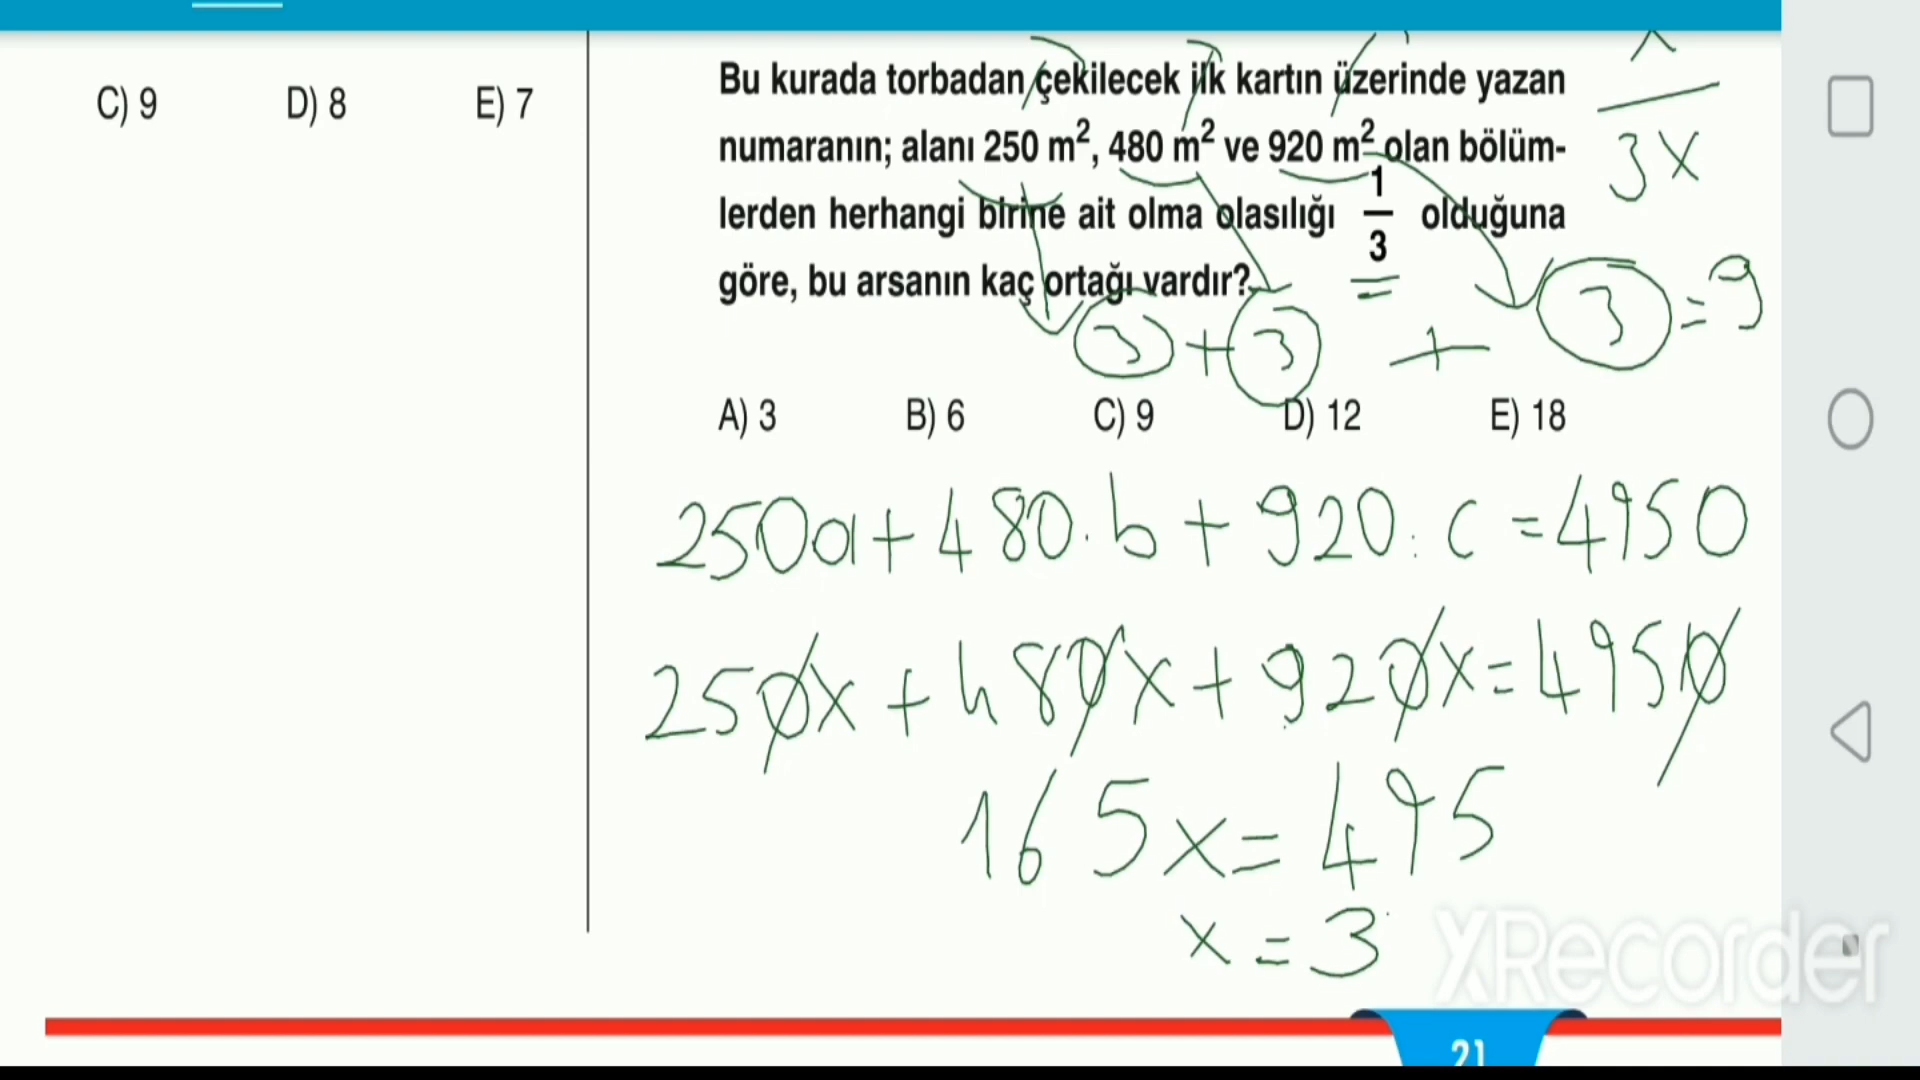 C) 9 D) 8 E) 7
Bu kurada torbadan çekilecek ilk kartın üzerinde yazan
numaranın; alanı 250 m², 480 m² ve 920 m² olan bölüm-
lerden herhangi birine ait olma olasılığı 1/3 olduğuna
göre, bu arsanın kaç ortağı vardır?
3x
3 + 3 + 3 = 9
A) 3 B) 6 C) 9 D) 12 E) 18
250a + 480.b + 920.c = 4950
250x + 480x + 920x = 4950
165x = 495
x = 3
XRecorder
21